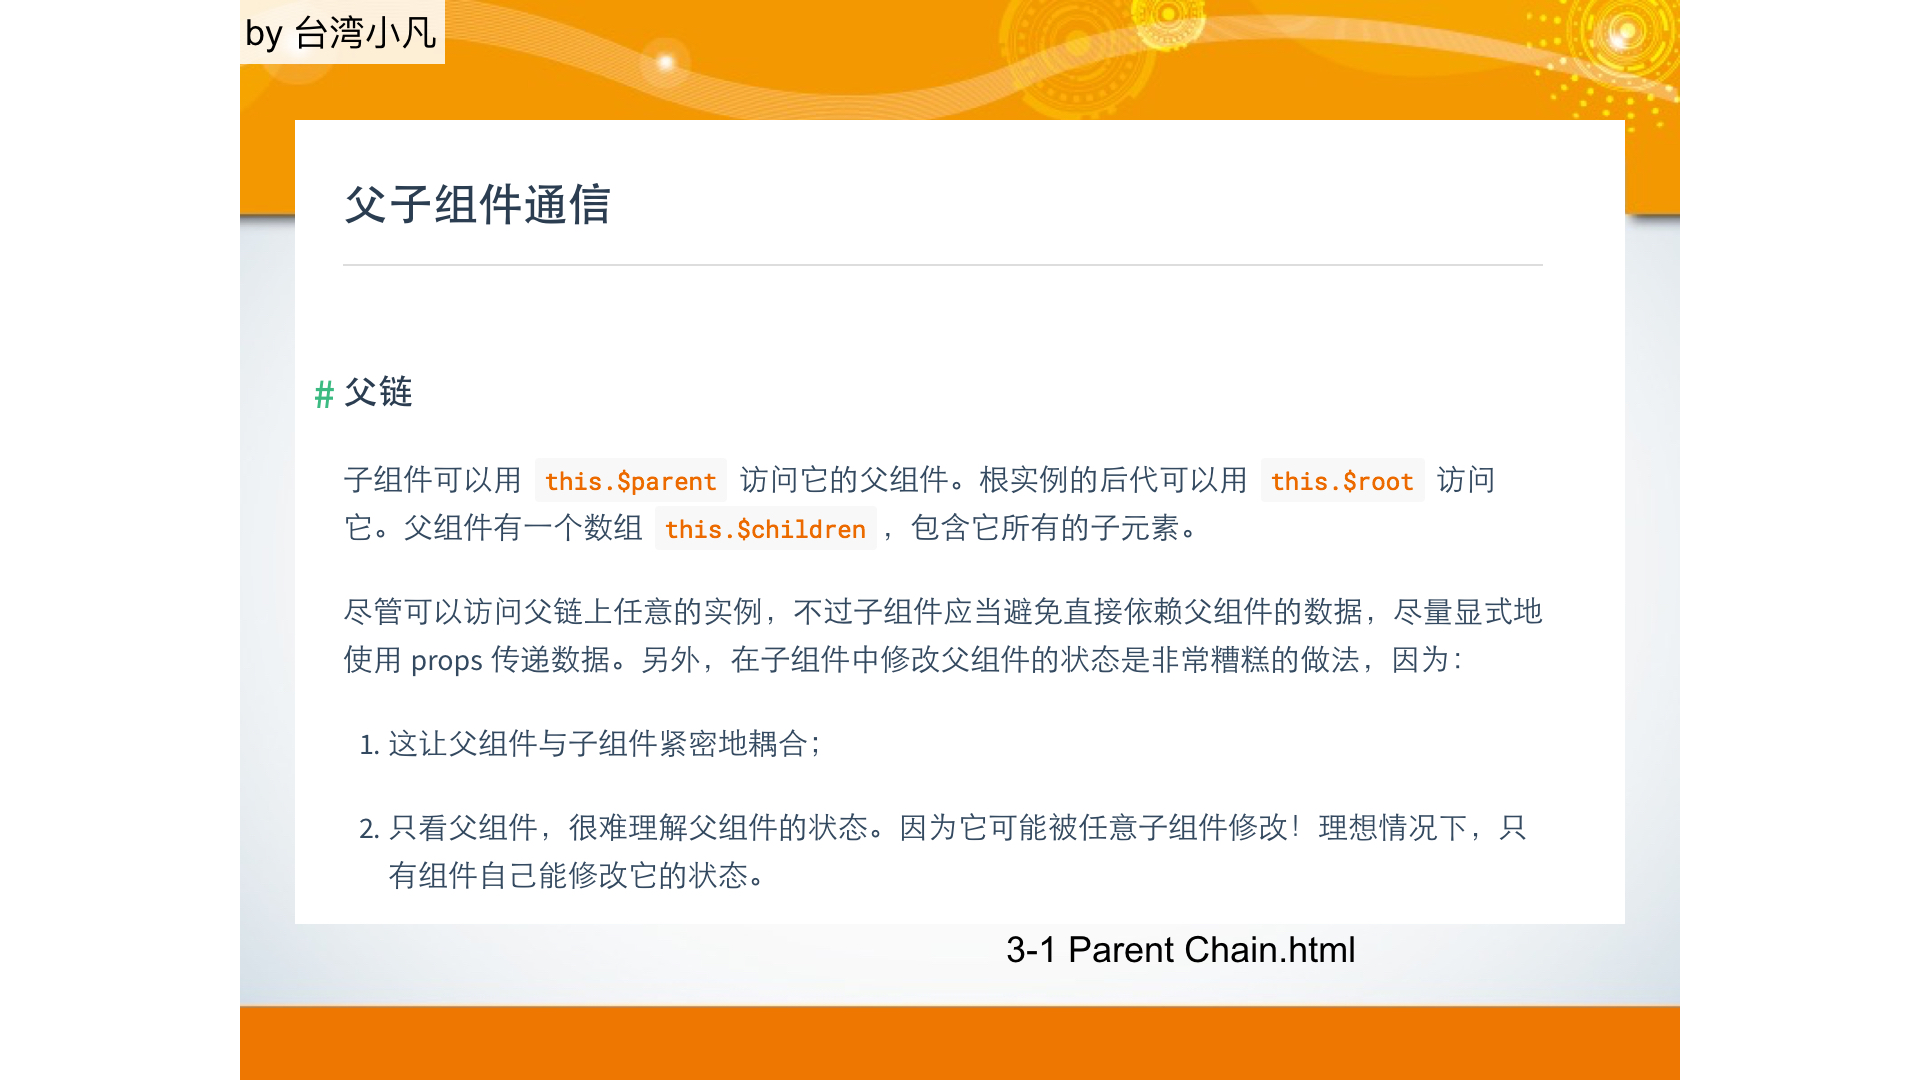 by 台湾小凡
父子组件通信
# 父链
子组件可以用 this.$parent 访问它的父组件。根实例的后代可以用 this.$root 访问
它。父组件有一个数组 this.$children ，包含它所有的子元素。
尽管可以访问父链上任意的实例，不过子组件应当避免直接依赖父组件的数据，尽量显式地
使用 props 传递数据。另外，在子组件中修改父组件的状态是非常糟糕的做法，因为：
1. 这让父组件与子组件紧密地耦合；
2. 只看父组件，很难理解父组件的状态。因为它可能被任意子组件修改！理想情况下，只
有组件自己能修改它的状态。
3-1 Parent Chain.html